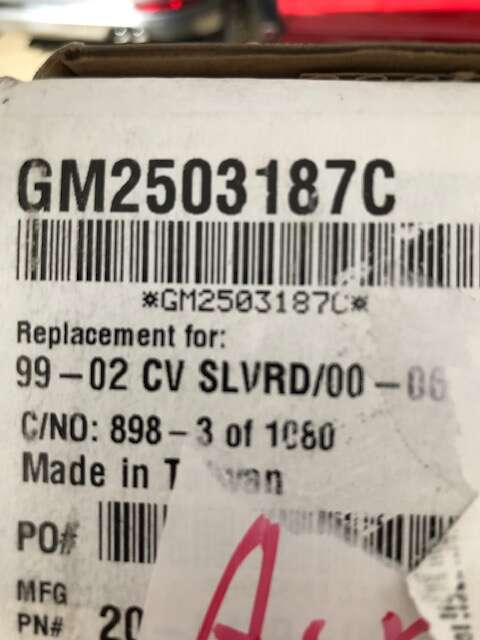 GM2503187C
*GM2503187C*
Replacement for:
99-02 CV SLVRD/00-06
C/NO: 898-3 of 1080
Made in T wan
PO#
MFG
PN# 20